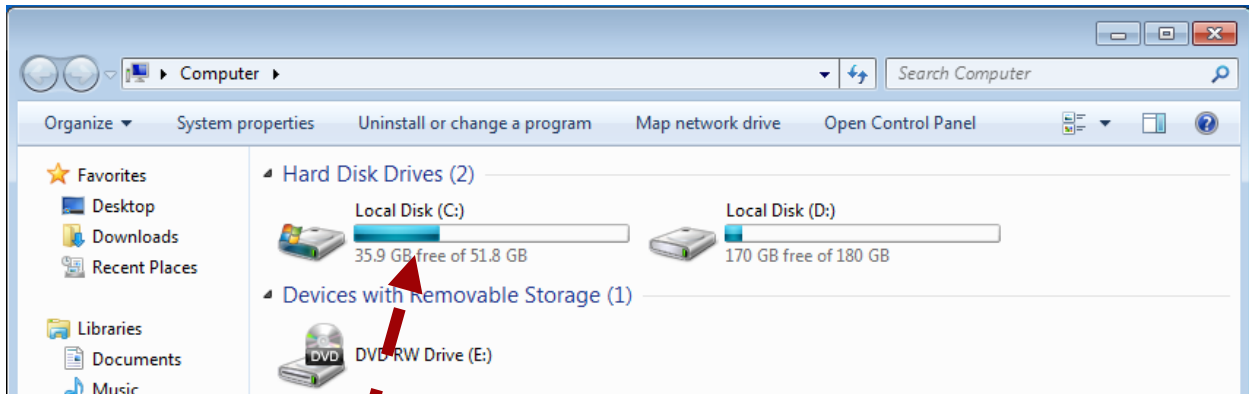 Computer
Search Computer
Organize System properties Uninstall or change a program Map network drive Open Control Panel
Favorites
Desktop
Downloads
Recent Places
Libraries
Documents
Music
Hard Disk Drives (2)
Local Disk (C:)
35.9 GB free of 51.8 GB
Local Disk (D:)
170 GB free of 180 GB
Devices with Removable Storage (1)
DVD
DVD RW Drive (E:)